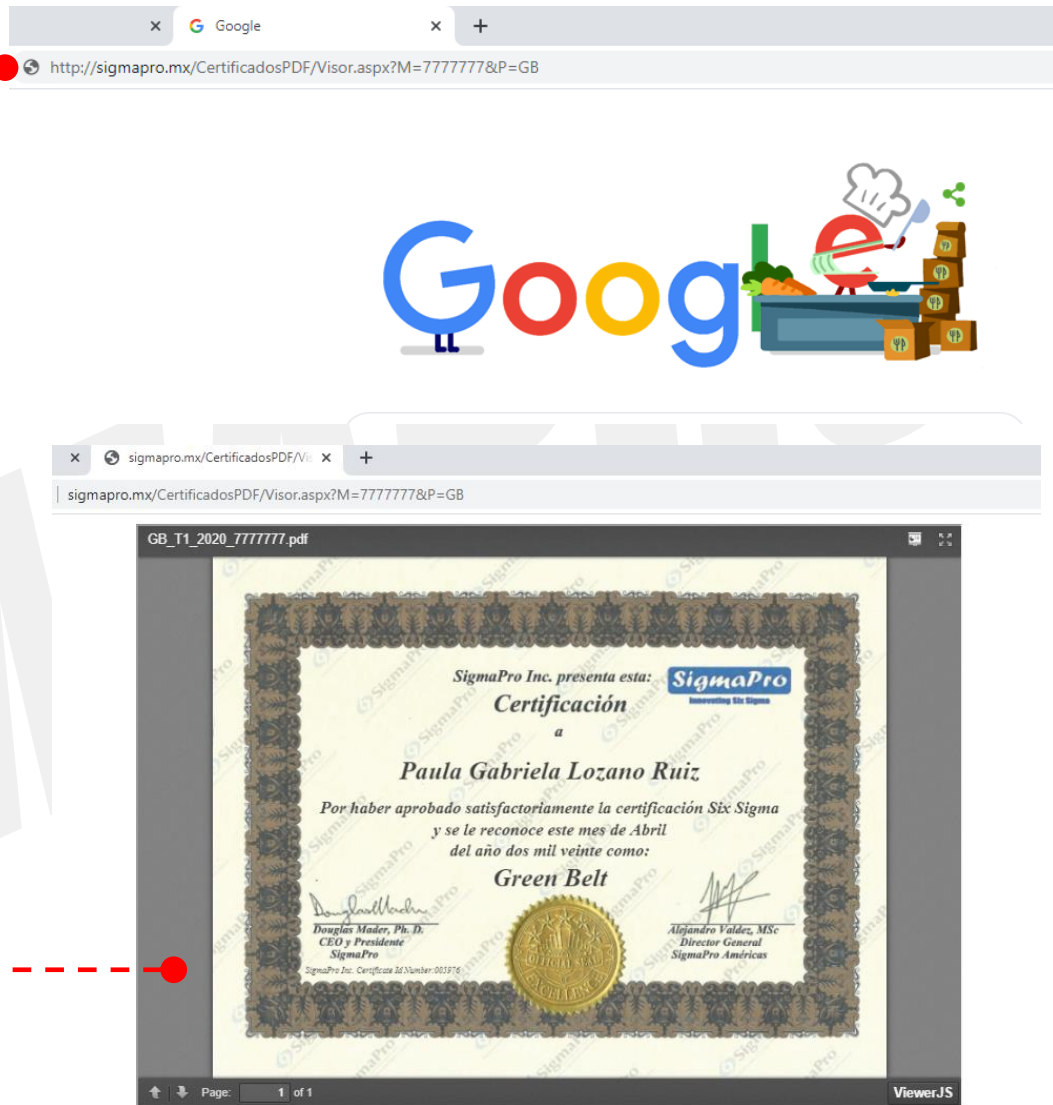 Google
http://sigmapro.mx/CertificadosPDF/Visor.aspx?M=7777777&P=GB
Google
sigmapro.mx/CertificadosPDF/Vi
sigmapro.mx/CertificadosPDF/Visor.aspx?M=7777777&P=GB
GB_T1_2020_7777777.pdf
SigmaPro Inc. presenta esta:
SigmaPro
Innovating Six Sigma
Certificación
a
Paula Gabriela Lozano Ruiz
Por haber aprobado satisfactoriamente la certificación Six Sigma
y se le reconoce este mes de Abril
del año dos mil veinte como:
Green Belt
Douglas Mader, Ph. D.
CEO y Presidente
SigmaPro
Alejandro Valdez, MSc
Director General
SigmaPro Américas
SigmaPro Inc. Certificate Id Number:003976
OFFICIAL SEAL
EXCELLENCE
Page: 1 of 1
ViewerJS